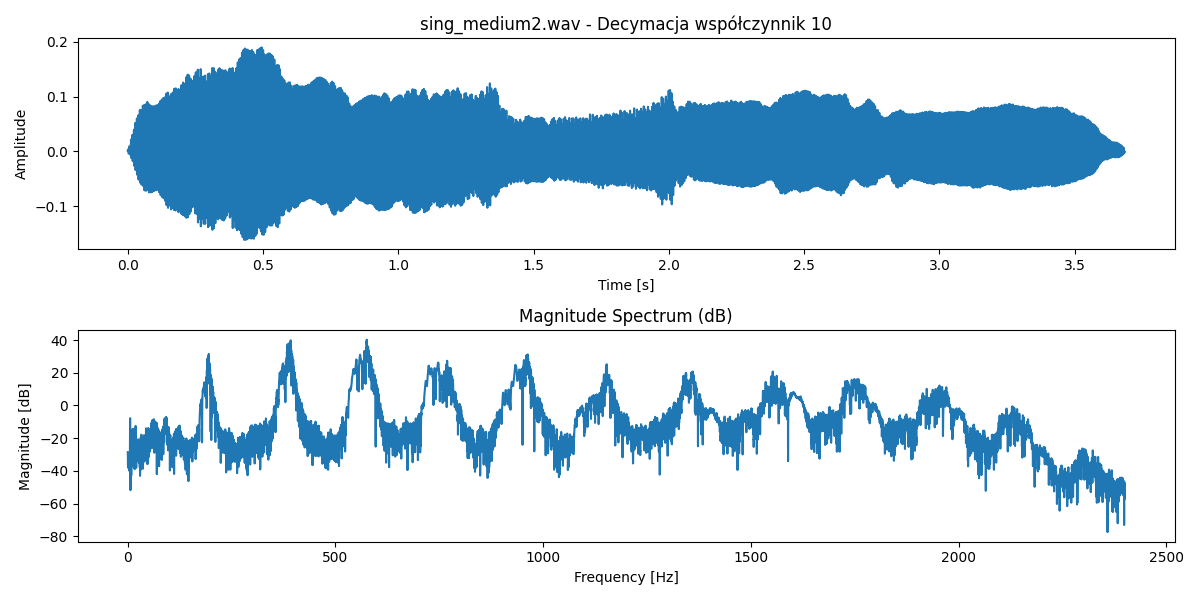 sing_medium2.wav - Decymacja współczynnik 10
Amplitude
0.2
0.1
0.0
−0.1
0.0 0.5 1.0 1.5 2.0 2.5 3.0 3.5
Time [s]
Magnitude Spectrum (dB)
Magnitude [dB]
40
20
0
−20
−40
−60
−80
0 500 1000 1500 2000 2500
Frequency [Hz]